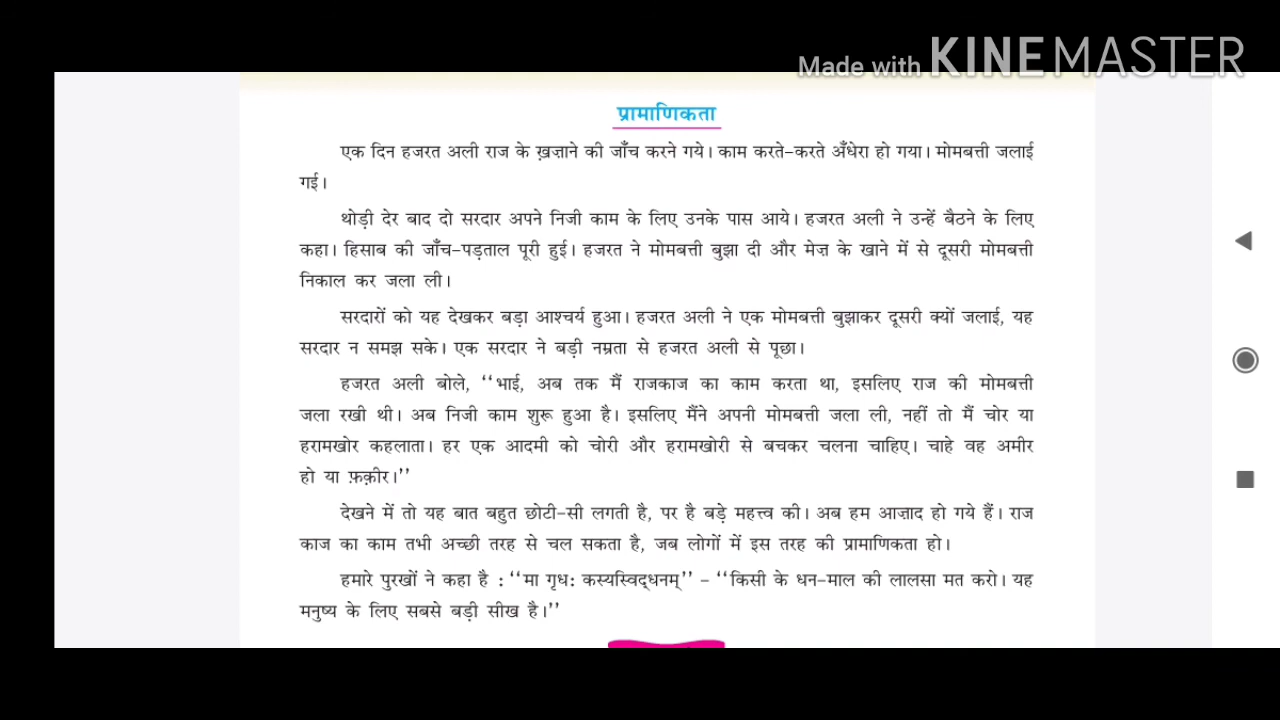 Made with KINEMASTER
प्रामाणिकता
एक दिन हजरत अली राज के ख़ज़ाने की जाँच करने गये। काम करते-करते अँधेरा हो गया। मोमबत्ती जलाई
गई।
थोड़ी देर बाद दो सरदार अपने निजी काम के लिए उनके पास आये। हजरत अली ने उन्हें बैठने के लिए
कहा। हिसाब की जाँच-पड़ताल पूरी हुई। हजरत ने मोमबत्ती बुझा दी और मेज़ के खाने में से दूसरी मोमबत्ती
निकाल कर जला ली।
सरदारों को यह देखकर बड़ा आश्चर्य हुआ। हजरत अली ने एक मोमबत्ती बुझाकर दूसरी क्यों जलाई, यह
सरदार न समझ सके। एक सरदार ने बड़ी नम्रता से हजरत अली से पूछा।
हजरत अली बोले, ‘‘भाई, अब तक मैं राजकाज का काम करता था, इसलिए राज की मोमबत्ती
जला रखी थी। अब निजी काम शुरू हुआ है। इसलिए मैंने अपनी मोमबत्ती जला ली, नहीं तो मैं चोर या
हरामखोर कहलाता। हर एक आदमी को चोरी और हरामखोरी से बचकर चलना चाहिए। चाहे वह अमीर
हो या फ़क़ीर।’’
देखने में तो यह बात बहुत छोटी-सी लगती है, पर है बड़े महत्त्व की। अब हम आज़ाद हो गये हैं। राज
काज का काम तभी अच्छी तरह से चल सकता है, जब लोगों में इस तरह की प्रामाणिकता हो।
हमारे पुरखों ने कहा है : ‘‘मा गृधः कस्यस्विद्धनम्’’ – ‘‘किसी के धन-माल की लालसा मत करो। यह
मनुष्य के लिए सबसे बड़ी सीख है।’’